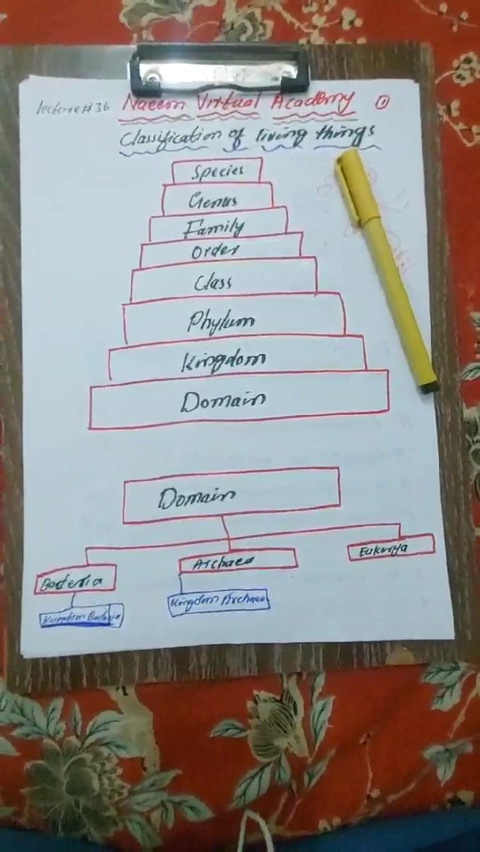 Lecture # 36 Naeem Virtual Academy ①
Classification of living things
Species
Genus
Family
Order
Class
Phylum
Kingdom
Domain
Domain
Bacteria Archaea Eukarya
Kingdom Bacteria Kingdom Archaea